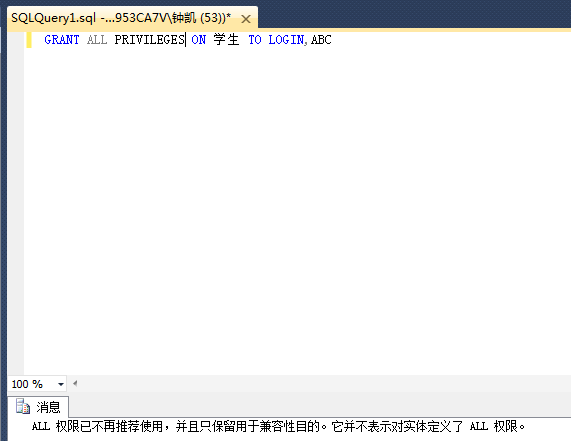 SQLQuery1.sql -...953CA7V\钟凯 (53))*
GRANT ALL PRIVILEGES ON 学生 TO LOGIN,ABC
100 %
消息
ALL 权限已不再推荐使用，并且只保留用于兼容性目的。它并不表示对实体定义了 ALL 权限。